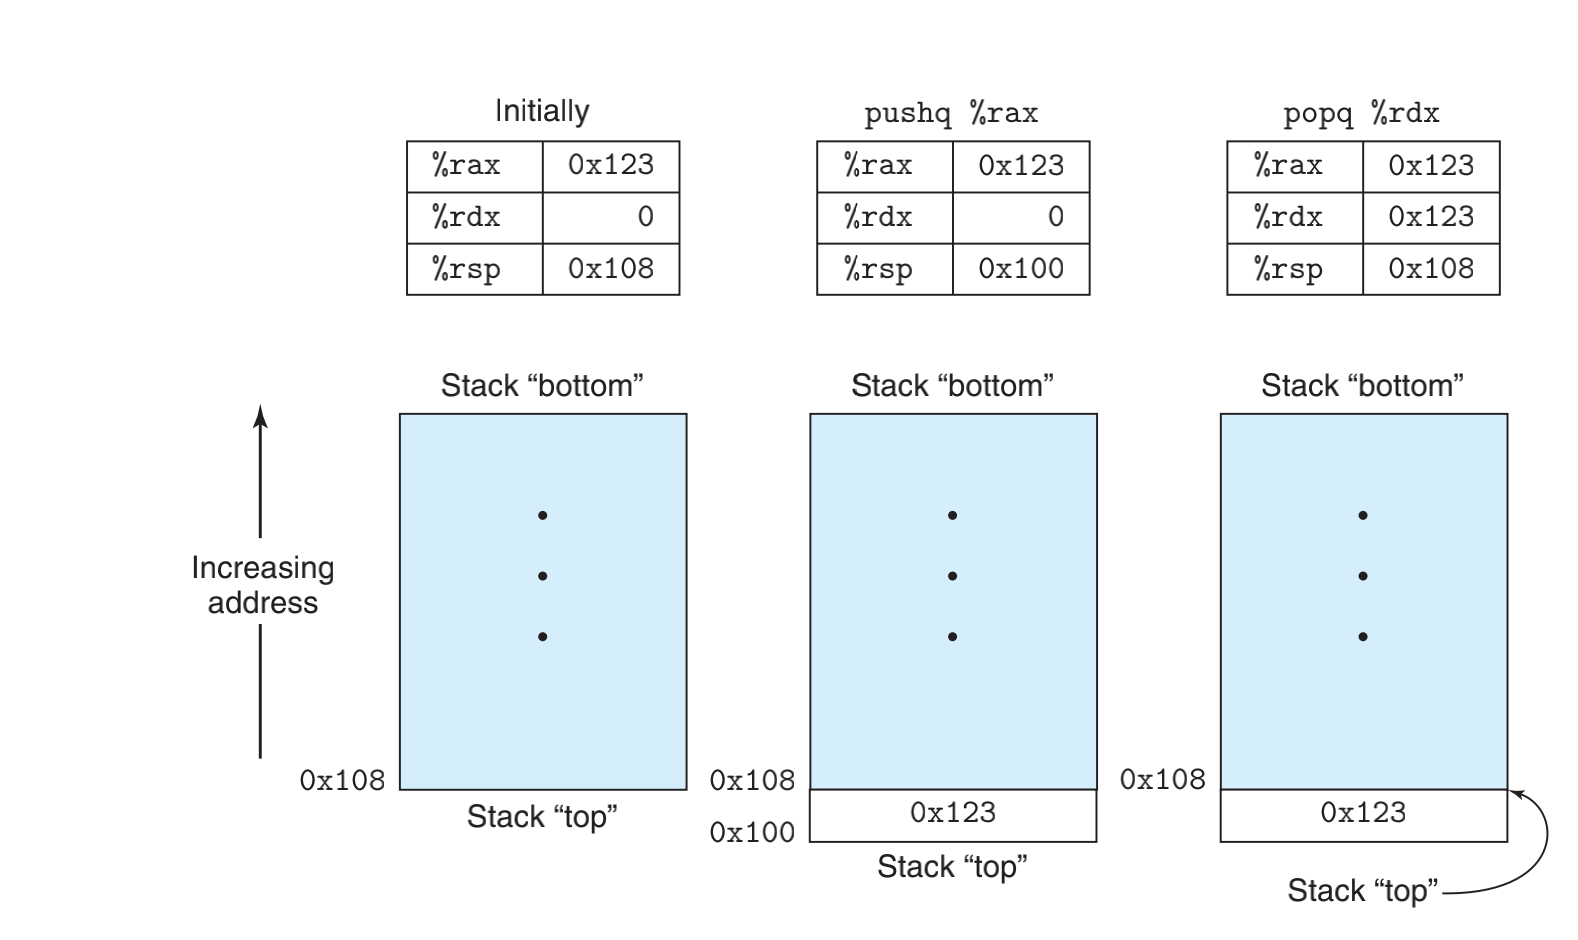 Initially
%rax 0x123
%rdx 0
%rsp 0x108
pushq %rax
%rax 0x123
%rdx 0
%rsp 0x100
popq %rdx
%rax 0x123
%rdx 0x123
%rsp 0x108
Increasing
address
Stack “bottom”
0x108
Stack “top”
Stack “bottom”
0x108
0x123
0x100
Stack “top”
Stack “bottom”
0x108
0x123
Stack “top”